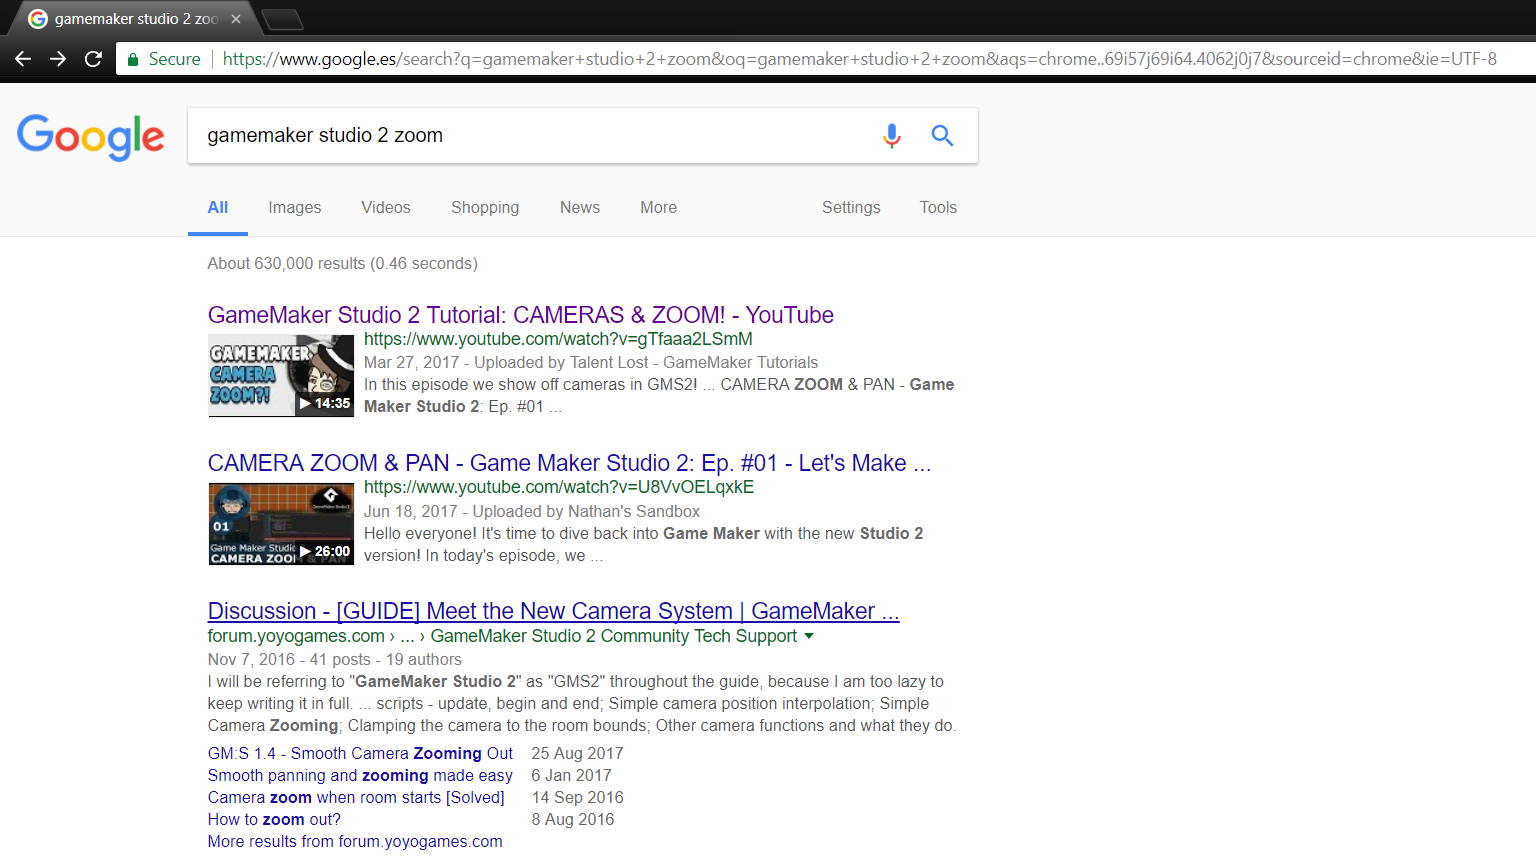 gamemaker studio 2 zoo
Secure https://www.google.es/search?q=gamemaker+studio+2+zoom&oq=gamemaker+studio+2+zoom&aqs=chrome..69i57j69i64.4062j0j7&sourceid=chrome&ie=UTF-8
Google gamemaker studio 2 zoom
All Images Videos Shopping News More Settings Tools
About 630,000 results (0.46 seconds)
GameMaker Studio 2 Tutorial: CAMERAS & ZOOM! - YouTube
GAMEMAKER
CAMERA
ZOOM?!
14:35
https://www.youtube.com/watch?v=gTfaaa2LSmM
Mar 27, 2017 - Uploaded by Talent Lost - GameMaker Tutorials
In this episode we show off cameras in GMS2! ... CAMERA ZOOM & PAN - Game
Maker Studio 2: Ep. #01 ...
CAMERA ZOOM & PAN - Game Maker Studio 2: Ep. #01 - Let's Make ...
01
Game Maker Studio
CAMERA ZOOM & PAN
26:00
https://www.youtube.com/watch?v=U8VvOELqxkE
Jun 18, 2017 - Uploaded by Nathan's Sandbox
Hello everyone! It's time to dive back into Game Maker with the new Studio 2
version! In today's episode, we ...
Discussion - [GUIDE] Meet the New Camera System | GameMaker ...
forum.yoyogames.com › ... › GameMaker Studio 2 Community Tech Support
Nov 7, 2016 - 41 posts - 19 authors
I will be referring to "GameMaker Studio 2" as "GMS2" throughout the guide, because I am too lazy to
keep writing it in full. ... scripts - update, begin and end; Simple camera position interpolation; Simple
Camera Zooming; Clamping the camera to the room bounds; Other camera functions and what they do.
GM:S 1.4 - Smooth Camera Zooming Out 25 Aug 2017
Smooth panning and zooming made easy 6 Jan 2017
Camera zoom when room starts [Solved] 14 Sep 2016
How to zoom out? 8 Aug 2016
More results from forum.yoyogames.com